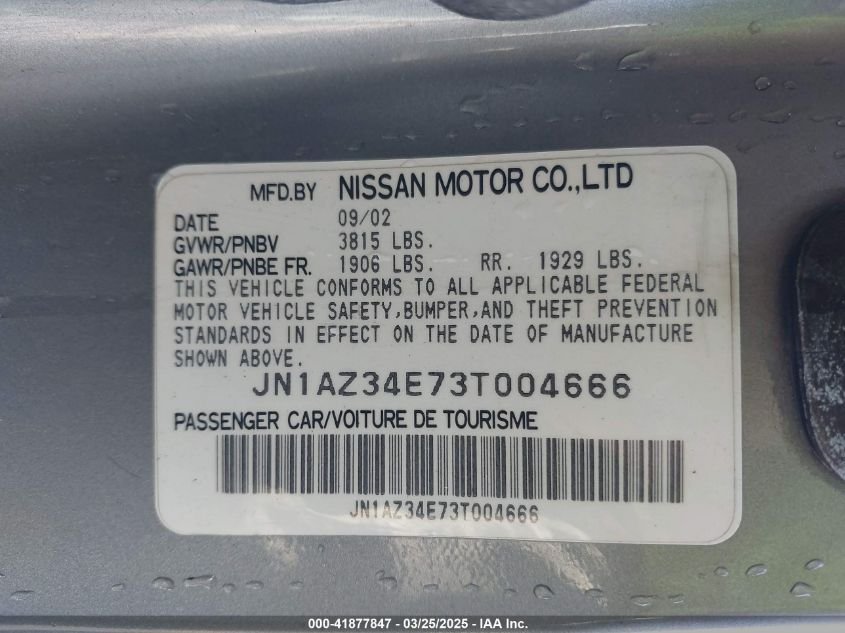 MFD.BY NISSAN MOTOR CO.,LTD
DATE 09/02
GVWR/PNBV 3815 LBS.
GAWR/PNBE FR. 1906 LBS. RR. 1929 LBS.
THIS VEHICLE CONFORMS TO ALL APPLICABLE FEDERAL
MOTOR VEHICLE SAFETY,BUMPER,AND THEFT PREVENTION
STANDARDS IN EFFECT ON THE DATE OF MANUFACTURE
SHOWN ABOVE.
JN1AZ34E73T004666
PASSENGER CAR/VOITURE DE TOURISME
JN1AZ34E73T004666
000-41877847 - 03/25/2025 - IAA Inc.